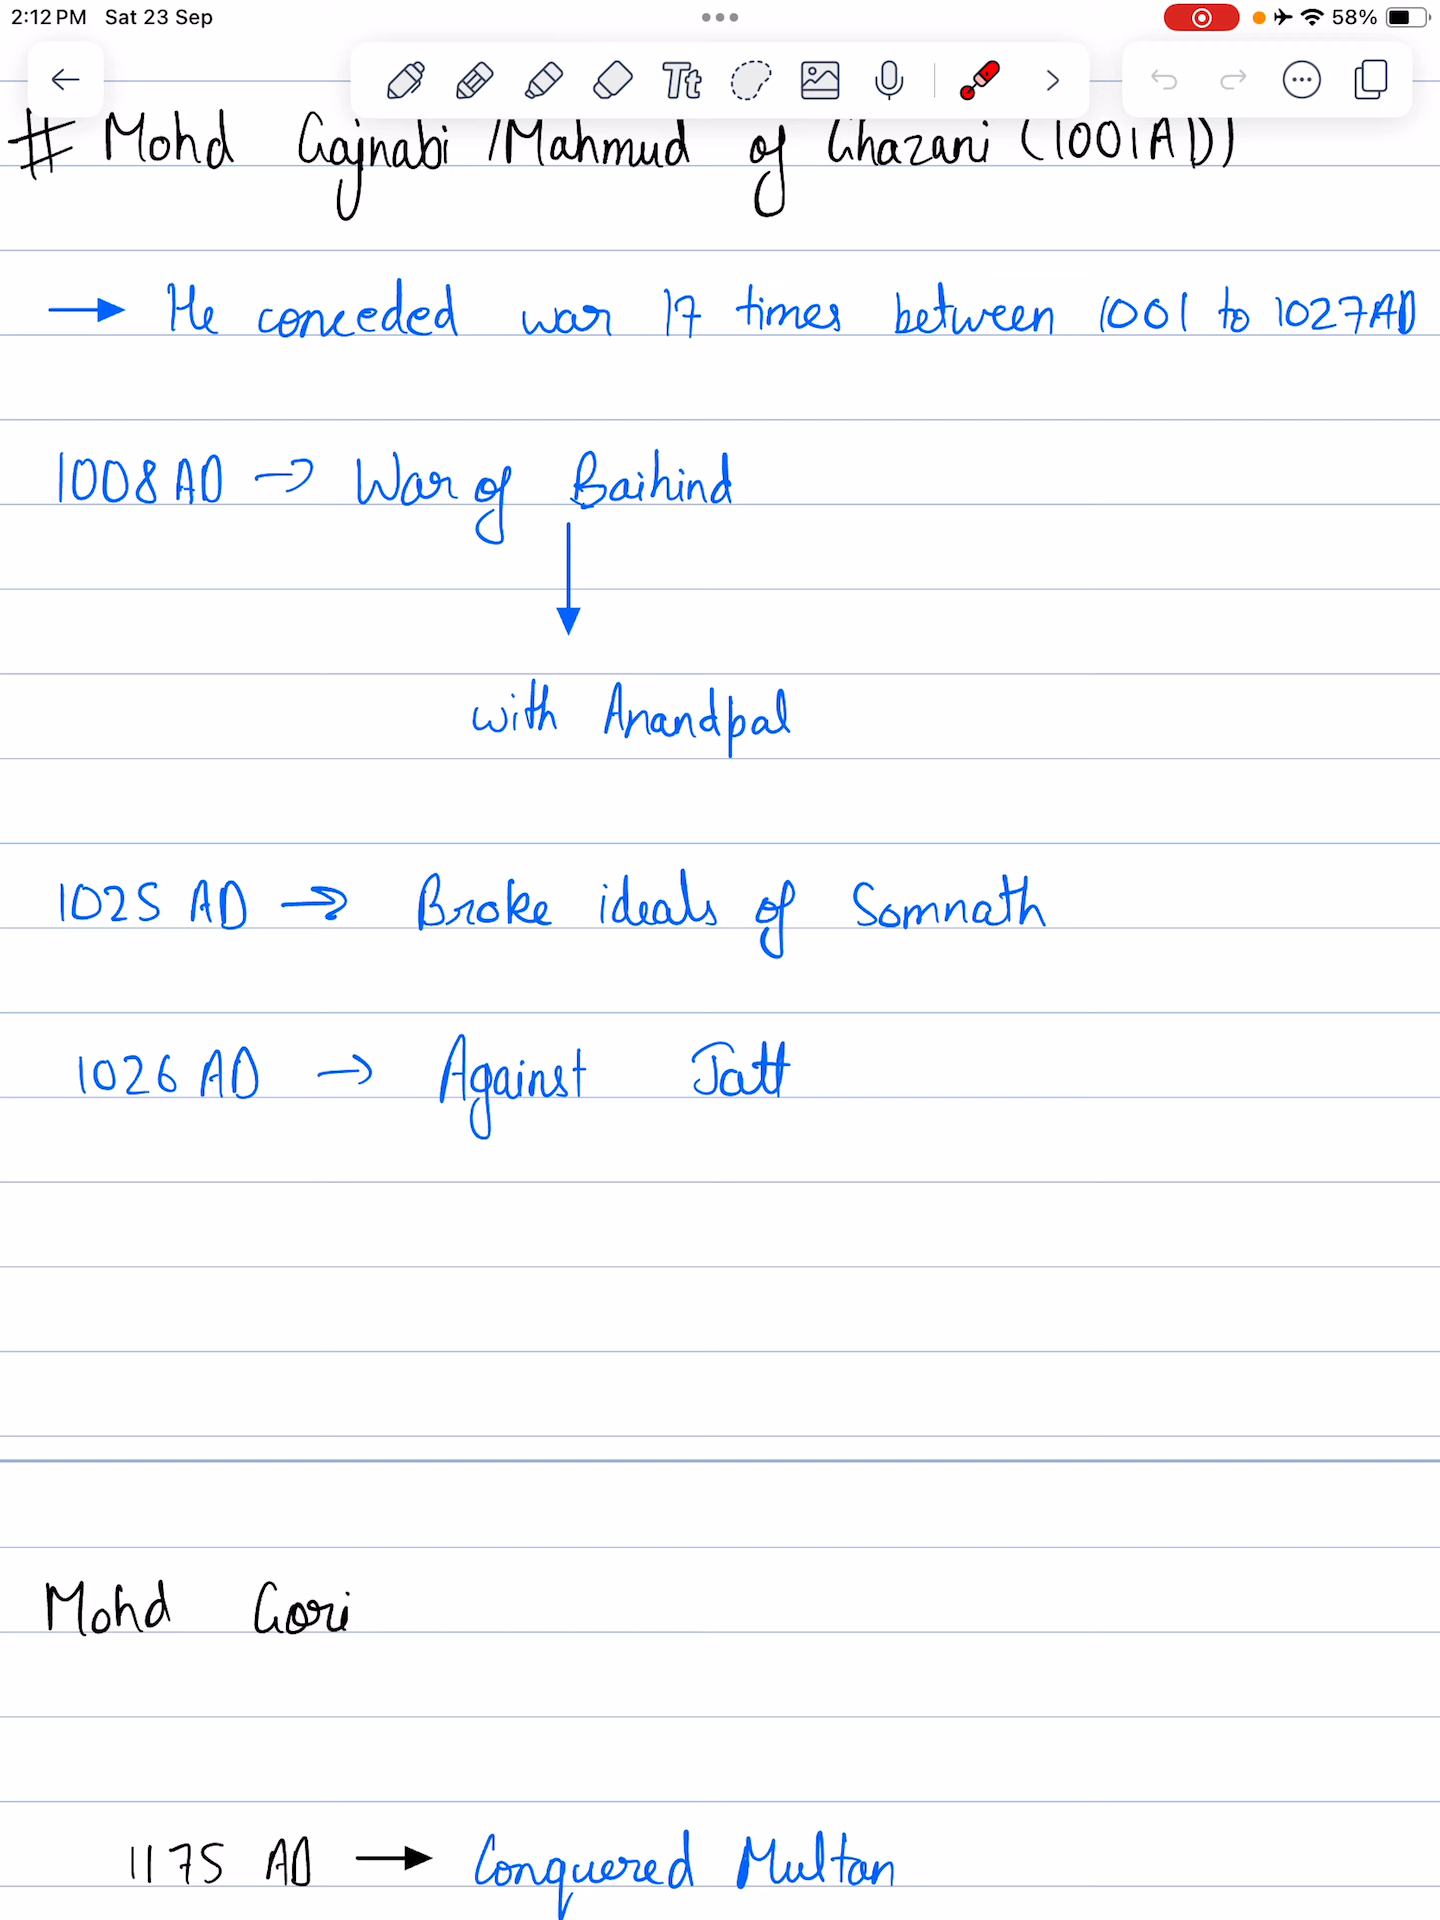 2:12 PM Sat 23 Sep
58%
Tt
# Mohd Gajnabi / Mahmud of Ghazani (1001AD)
→ He conceded war 17 times between 1001 to 1027AD
1008 AD → War of Baihind
↓
with Anandpal
1025 AD → Broke ideals of Somnath
1026 AD → Against Jatt
Mohd Gori
1175 AD → Conquered Multan